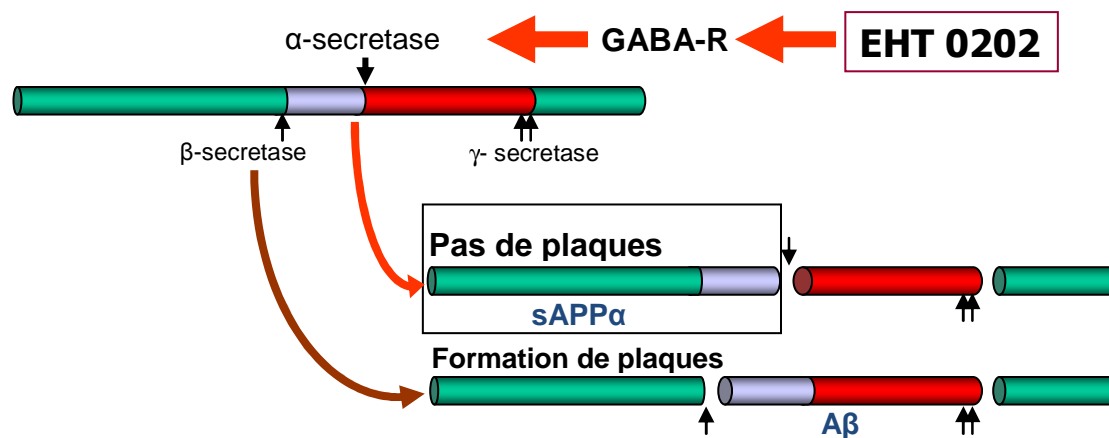 α-secretase
GABA-R
EHT 0202
β-secretase
γ- secretase
Pas de plaques
sAPPα
Formation de plaques
Aβ